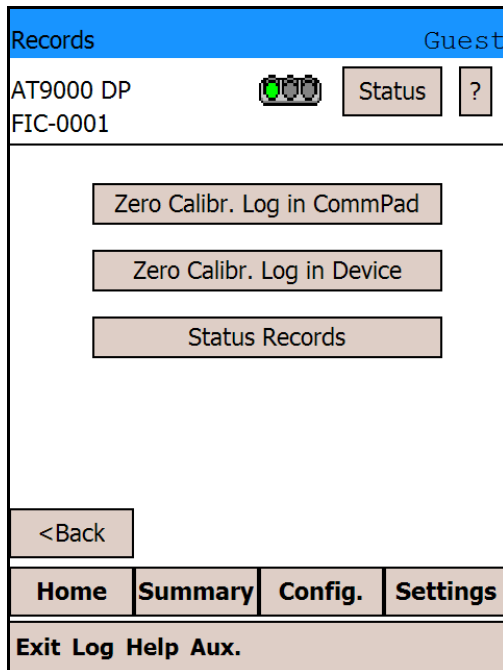 Records Guest
AT9000 DP
FIC-0001
Status ?
Zero Calibr. Log in CommPad
Zero Calibr. Log in Device
Status Records
<Back
Home Summary Config. Settings
Exit Log Help Aux.